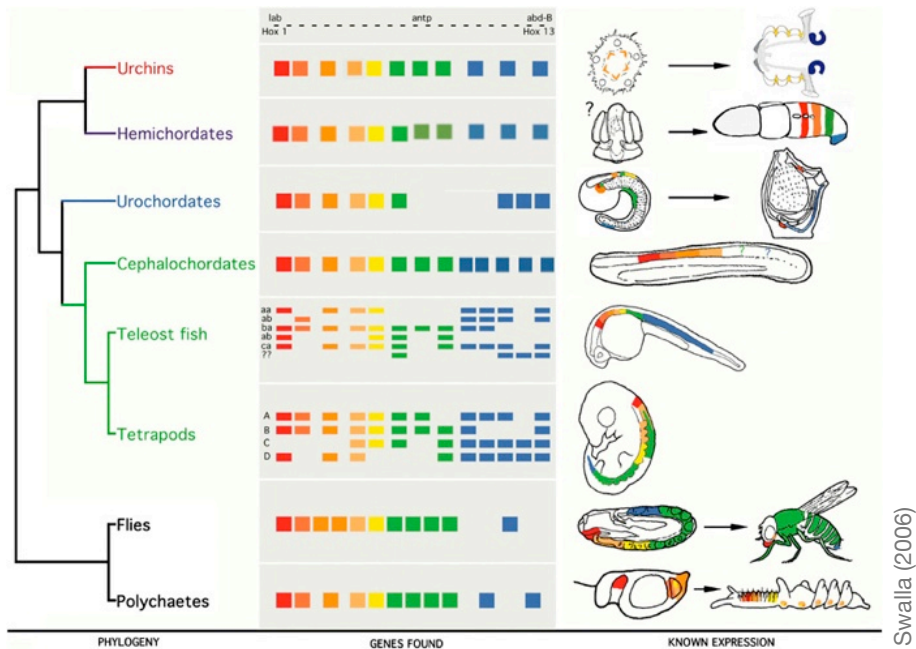 lab antp abd-B
Hox 1 Hox 13
Urchins
?
Hemichordates
Urochordates
Cephalochordates
?
aa
ab
ba
ab
ca
??
Teleost fish
A
B
C
D
Tetrapods
Flies
Polychaetes
PHYLOGENY GENES FOUND KNOWN EXPRESSION
Swalla (2006)